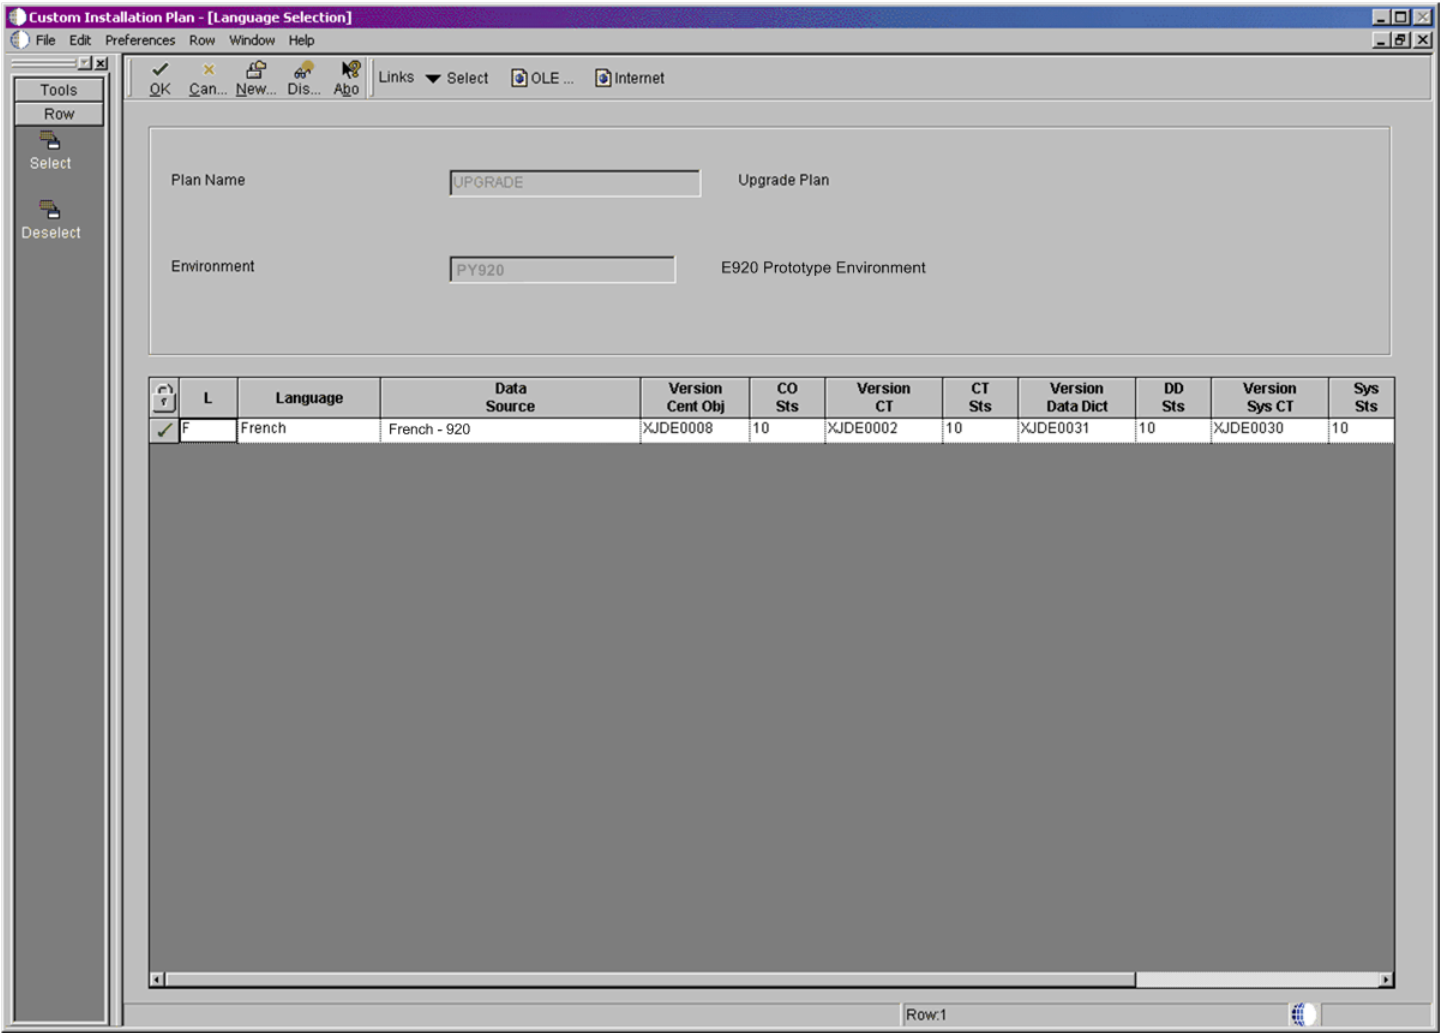 Custom Installation Plan - [Language Selection]
File Edit Preferences Row Window Help
Tools
Row
Select
Deselect
OK Can... New... Dis... Abo Links Select OLE ... Internet
Plan Name UPGRADE Upgrade Plan
Environment PY920 E920 Prototype Environment
L Language Data Source Version Cent Obj CO Sts Version CT CT Sts Version Data Dict DD Sts Version Sys CT Sys Sts
F French French - 920 XJDE0008 10 XJDE0002 10 XJDE0031 10 XJDE0030 10
Row:1